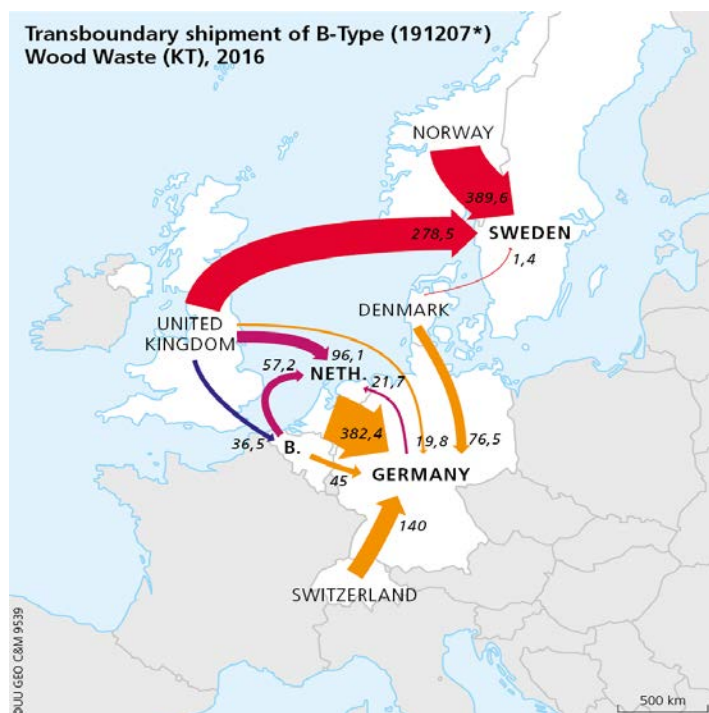 Transboundary shipment of B-Type (191207*)
Wood Waste (KT), 2016
NORWAY
389,6
278,5
SWEDEN
1,4
DENMARK
UNITED
KINGDOM
96,1
57,2
NETH.
21,7
36,5
B.
382,4
19,8
76,5
45
GERMANY
140
SWITZERLAND
©UU GEO C&M 9539
500 km